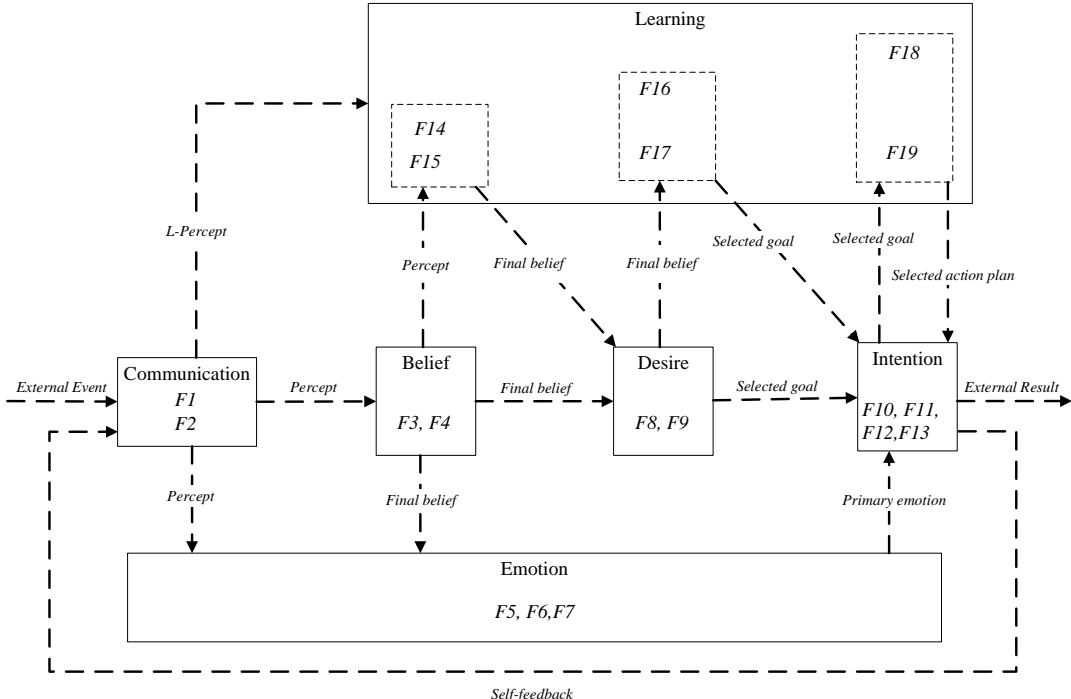 Learning
F18
F16
F14
F15
F17
F19
L-Percept
Percept
Final belief
Final belief
Selected goal
Selected goal
Selected action plan
Communication
F1
F2
Belief
F3, F4
Desire
F8, F9
Intention
F10, F11,
F12,F13
External Event
Percept
Final belief
Selected goal
External Result
Percept
Final belief
Primary emotion
Emotion
F5, F6,F7
Self-feedback